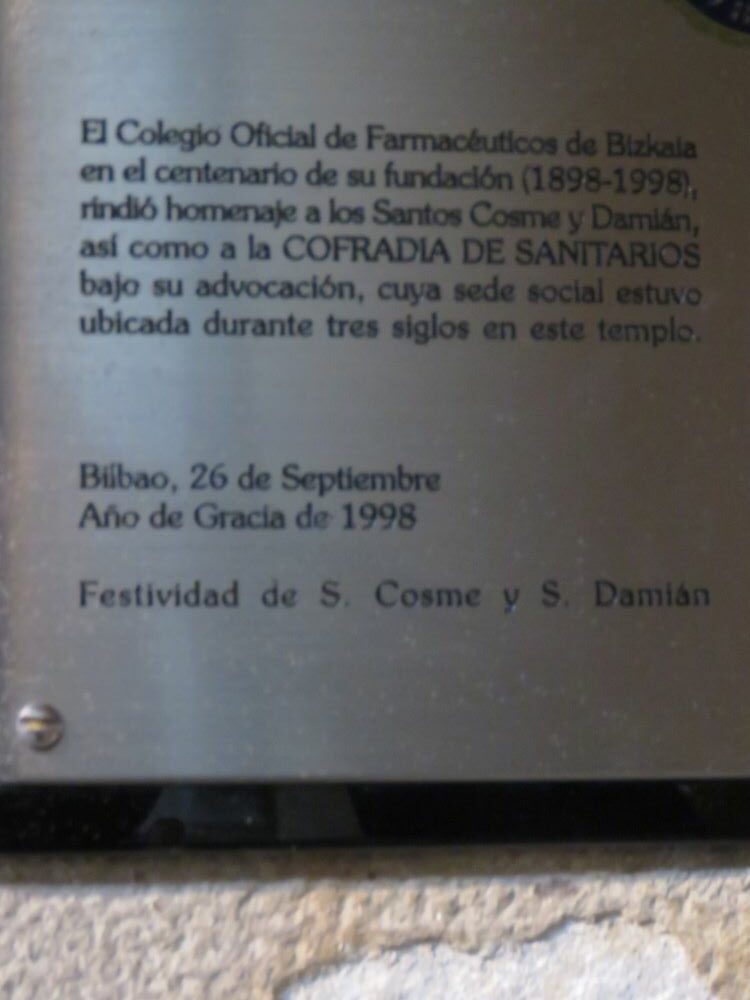 El Colegio Oficial de Farmacéuticos de Bizkaia
en el centenario de su fundación (1898-1998),
rindió homenaje a los Santos Cosme y Damián,
así como a la COFRADIA DE SANITARIOS
bajo su advocación, cuya sede social estuvo
ubicada durante tres siglos en este templo.
Bilbao, 26 de Septiembre
Año de Gracia de 1998
Festividad de S. Cosme y S. Damián